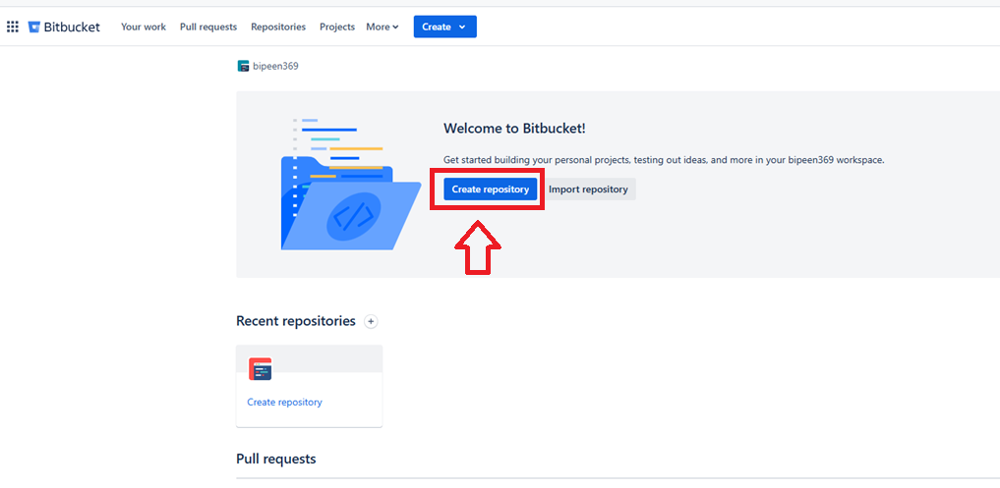 Bitbucket Your work Pull requests Repositories Projects More Create
bipeen369
Welcome to Bitbucket!
Get started building your personal projects, testing out ideas, and more in your bipeen369 workspace.
Create repository Import repository
Recent repositories
Create repository
Pull requests